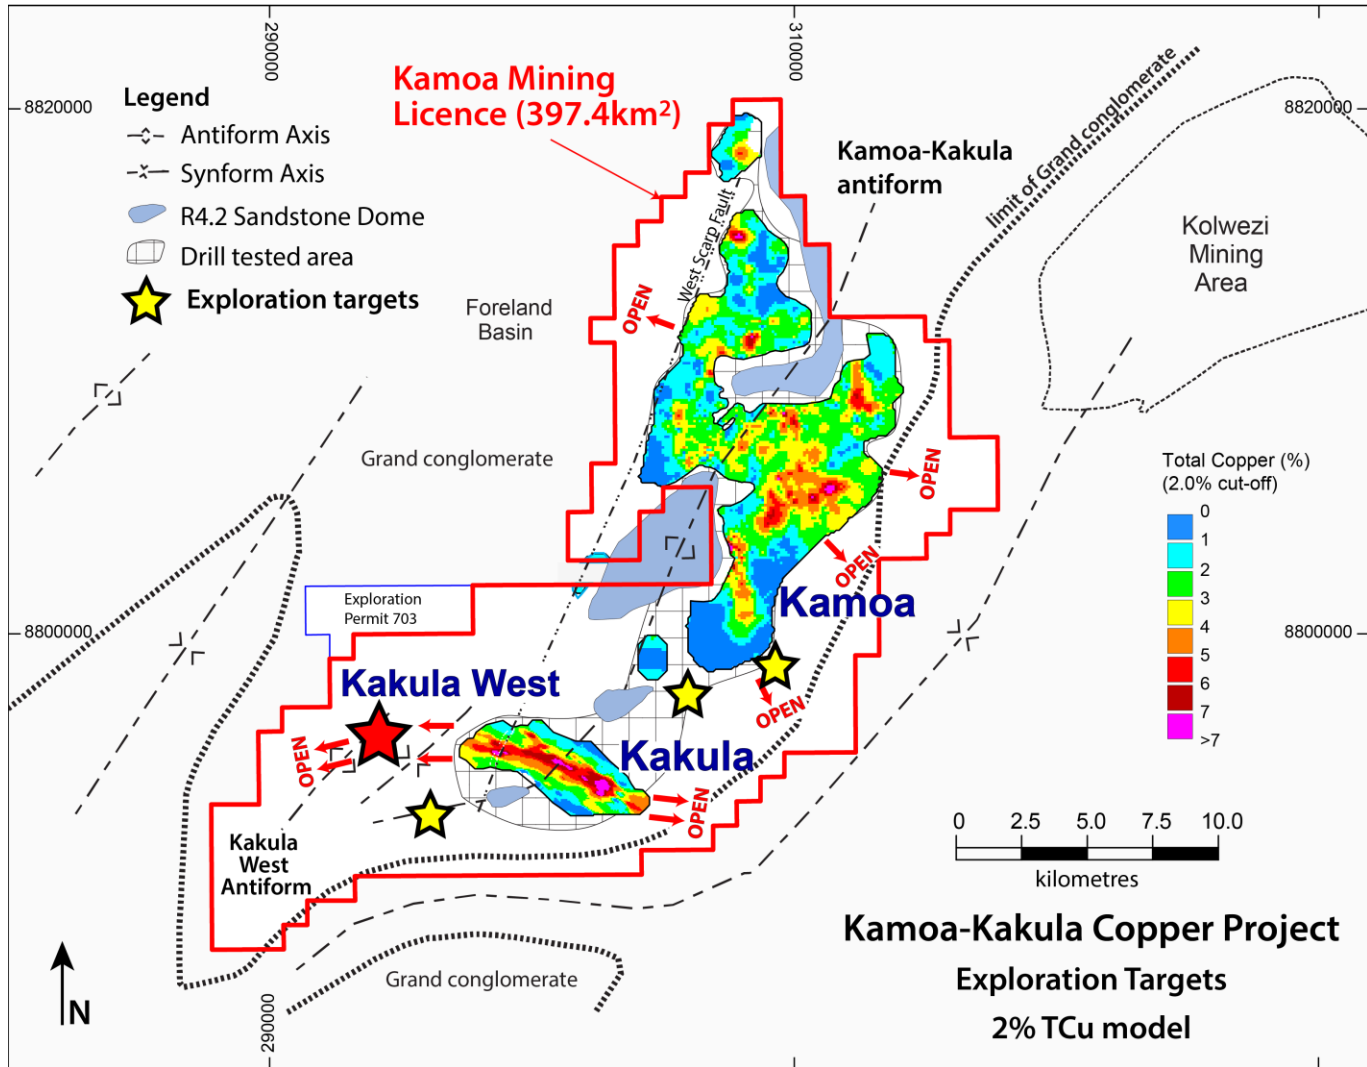 290000
310000
8820000
8820000
Legend
Antiform Axis
Synform Axis
R4.2 Sandstone Dome
Drill tested area
Exploration targets
Kamoa Mining
Licence (397.4km²)
Kamoa-Kakula
antiform
limit of Grand conglomerate
Kolwezi
Mining
Area
West Scarp Fault
Foreland
Basin
OPEN
Grand conglomerate
OPEN
OPEN
Total Copper (%)
(2.0% cut-off)
0
1
2
3
4
5
6
7
>7
Exploration
Permit 703
Kamoa
8800000
8800000
Kakula West
OPEN
Kakula
OPEN
OPEN
Kakula
West
Antiform
0 2.5 5.0 7.5 10.0
kilometres
Kamoa-Kakula Copper Project
Exploration Targets
2% TCu model
Grand conglomerate
N
290000